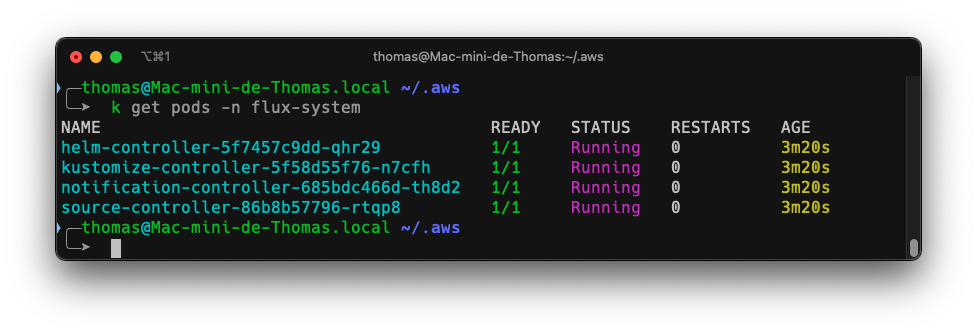 ⌥⌘1 thomas@Mac-mini-de-Thomas:~/.aws
thomas@Mac-mini-de-Thomas.local ~/.aws
k get pods -n flux-system
NAME READY STATUS RESTARTS AGE
helm-controller-5f7457c9dd-qhr29 1/1 Running 0 3m20s
kustomize-controller-5f58d55f76-n7cfh 1/1 Running 0 3m20s
notification-controller-685bdc466d-th8d2 1/1 Running 0 3m20s
source-controller-86b8b57796-rtqp8 1/1 Running 0 3m20s
thomas@Mac-mini-de-Thomas.local ~/.aws